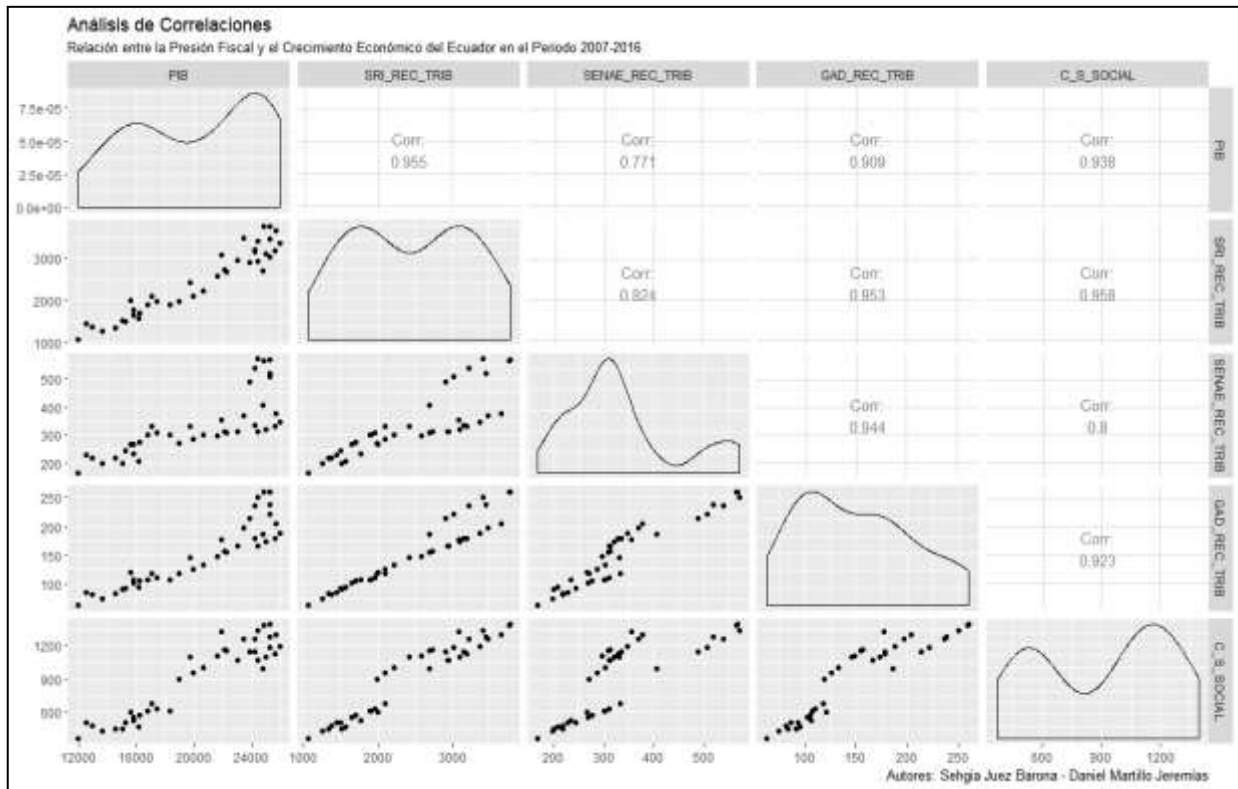 Análisis de Correlaciones
Relación entre la Presión Fiscal y el Crecimiento Económico del Ecuador en el Periodo 2007-2016
PIB SRI_REC_TRIB SENAE_REC_TRIB GAD_REC_TRIB C_S_SOCIAL
7.5e-05
5.0e-05
2.5e-05
0.0e+00
Corr:
0.955
Corr:
0.771
Corr:
0.909
Corr:
0.938
PIB
3000
2000
1000
Corr:
0.824
Corr:
0.953
Corr:
0.958
SRI_REC_TRIB
500
400
300
200
Corr:
0.944
Corr:
0.8
SENAE_REC_TRIB
250
200
150
100
Corr:
0.923
GAD_REC_TRIB
1200
900
600
C_S_SOCIAL
12000 16000 20000 24000 1000 2000 3000 200 300 400 500 100 150 200 250 600 900 1200
Autores: Sehgia Juez Barona - Daniel Martillo Jeremías